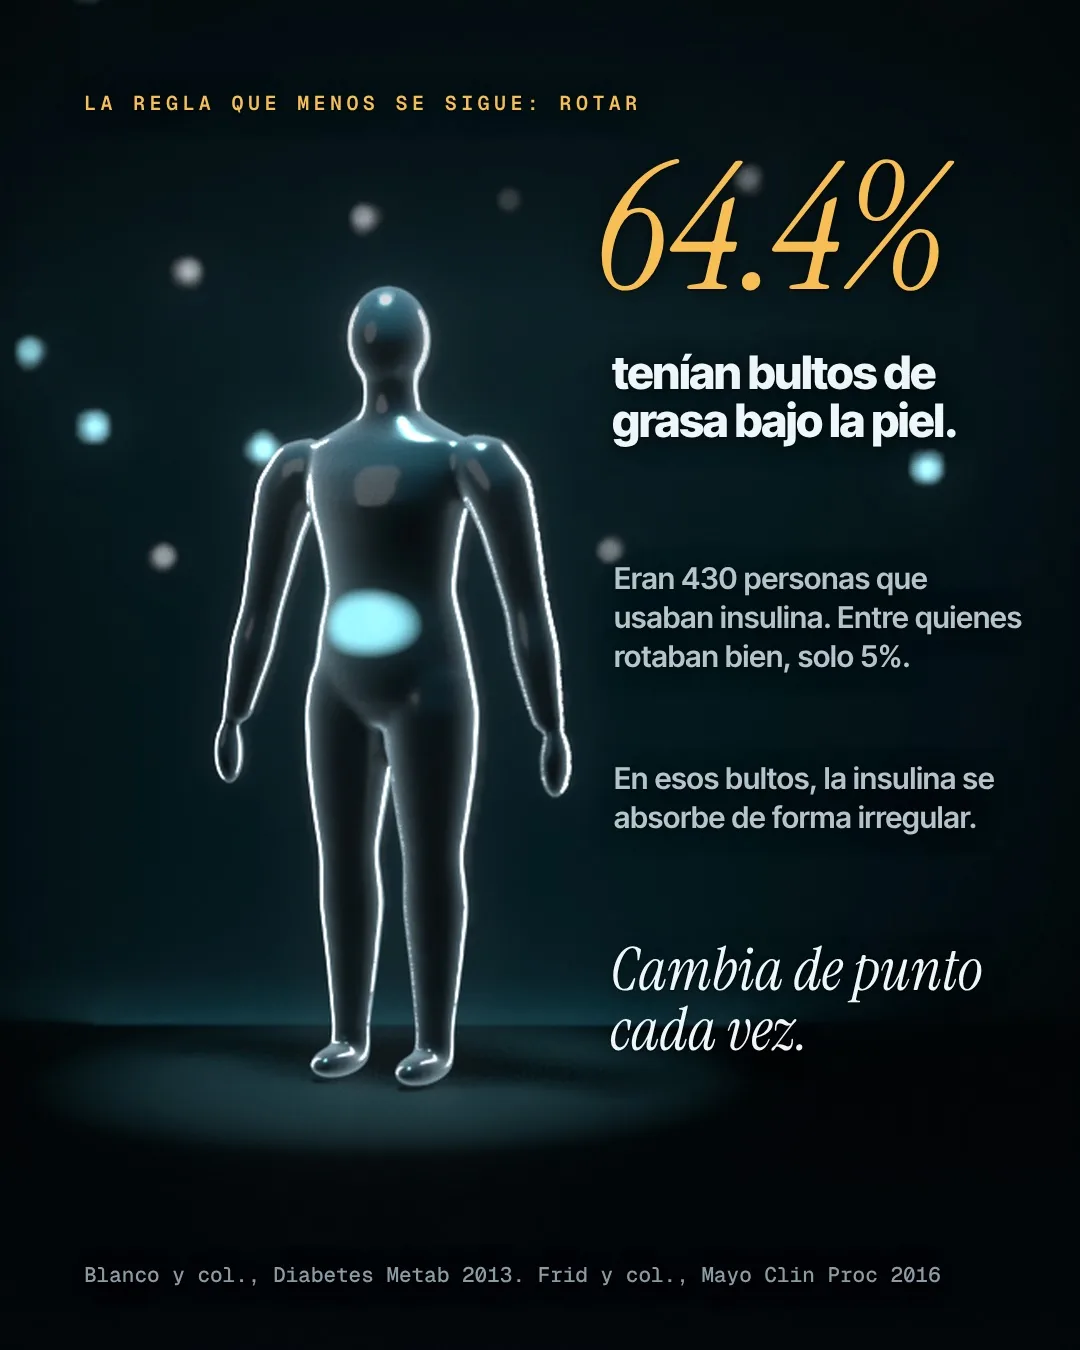 LA REGLA QUE MENOS SE SIGUE: ROTAR
64.4%
tenían bultos de
grasa bajo la piel.
Eran 430 personas que
usaban insulina. Entre quienes
rotaban bien, solo 5%.
En esos bultos, la insulina se
absorbe de forma irregular.
Cambia de punto
cada vez.
Blanco y col., Diabetes Metab 2013. Frid y col., Mayo Clin Proc 2016